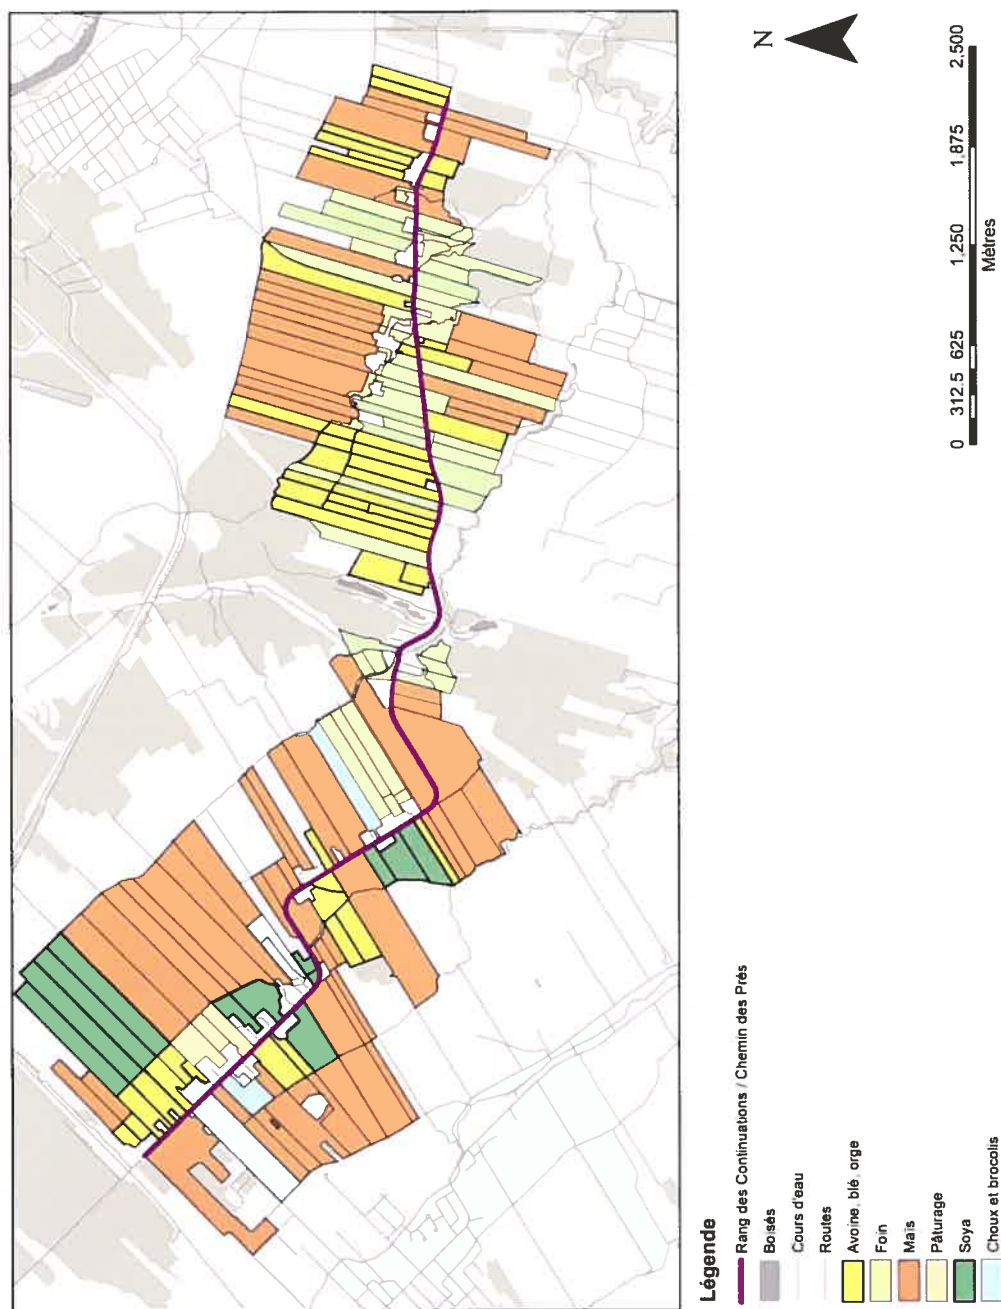 Légende
Rang des Continuations / Chemin des Prés
Boisés
Cours d'eau
Routes
Avoine, blé, orge
Foin
Maïs
Pâturage
Soya
Choux et brocolis
N
0 312.5 625 1,250 1,875 2,500
Mètres